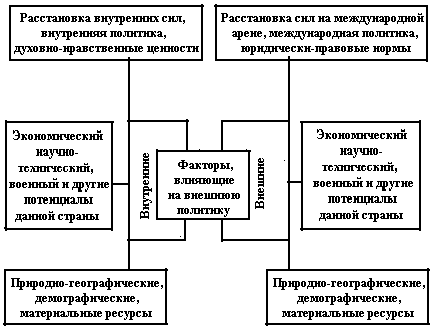 Расстановка внутренних сил,
внутренняя политика,
духовно-нравственные ценности
Расстановка сил на международной
арене, международная политика,
юридически-правовые нормы
Экономический
научно-
технический,
военный и другие
потенциалы
данной страны
Внутренние
Факторы,
влияющие
на внешнюю
политику
Внешние
Экономический
научно-
технический,
военный и другие
потенциалы
данной страны
Природно-географические,
демографические,
материальные ресурсы
Природно-географические,
демографические,
материальные ресурсы